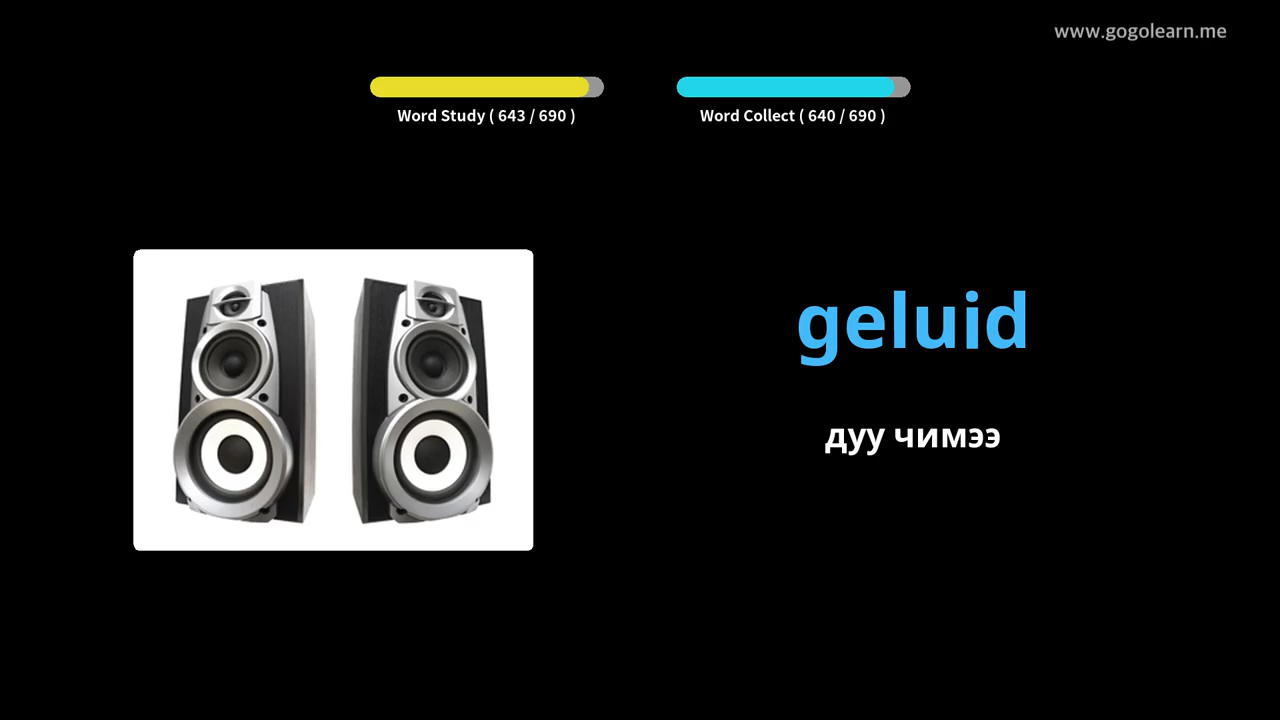 www.gogolearn.me
Word Study ( 643 / 690 )
Word Collect ( 640 / 690 )
geluid
дуу чимээ